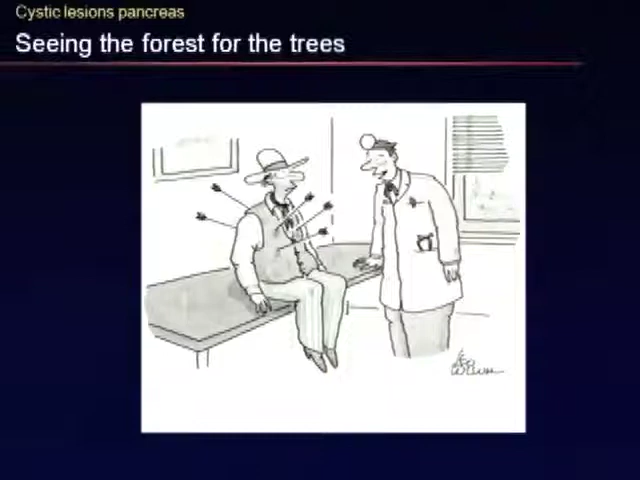 Cystic lesions pancreas
Seeing the forest for the trees